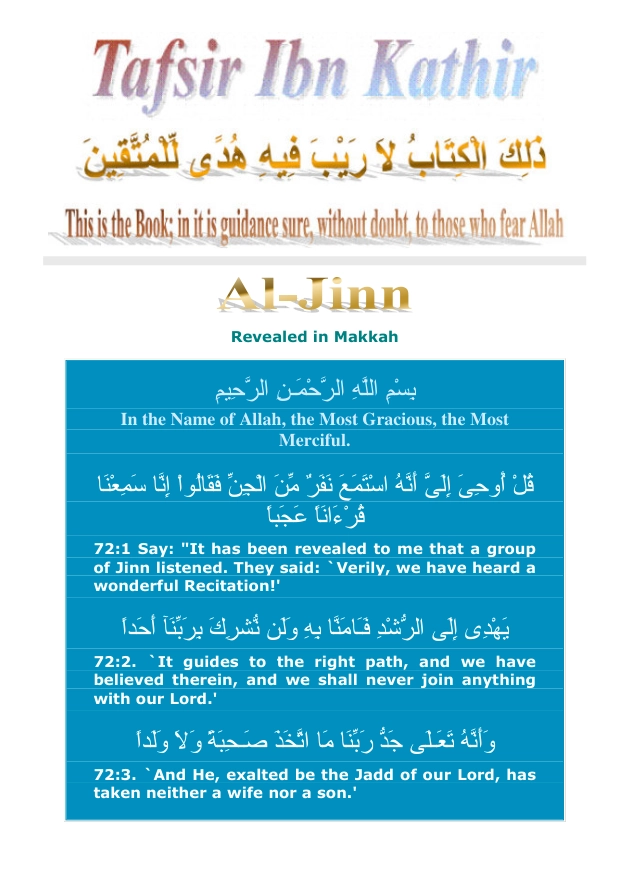 Tafsir Ibn Kathir
ذَلِكَ الْكِتَابُ لاَ رَيْبَ فِيهِ هُدًى لِّلْمُتَّقِينَ
This is the Book; in it is guidance sure, without doubt, to those who fear Allah
Al-Jinn
Revealed in Makkah
بِسْمِ اللَّهِ الرَّحْمَـنِ الرَّحِيمِ
In the Name of Allah, the Most Gracious, the Most
Merciful.
قُلْ أُوحِىَ إِلَىَّ أَنَّهُ اسْتَمَعَ نَفَرٌ مِّنَ الْجِنِّ فَقَالُواْ إِنَّا سَمِعْنَا
قُرْءَانَاً عَجَباً
72:1 Say: "It has been revealed to me that a group
of Jinn listened. They said: `Verily, we have heard a
wonderful Recitation!'
يَهْدِى إِلَى الرُّشْدِ فَـَامَنَّا بِهِ وَلَن نُّشرِكَ بِرَبِّنَآ أَحَداً
72:2. `It guides to the right path, and we have
believed therein, and we shall never join anything
with our Lord.'
وَأَنَّهُ تَعَـلَى جَدُّ رَبِّنَا مَا اتَّخَذَ صَـحِبَةً وَلاَ وَلَداً
72:3. `And He, exalted be the Jadd of our Lord, has
taken neither a wife nor a son.'